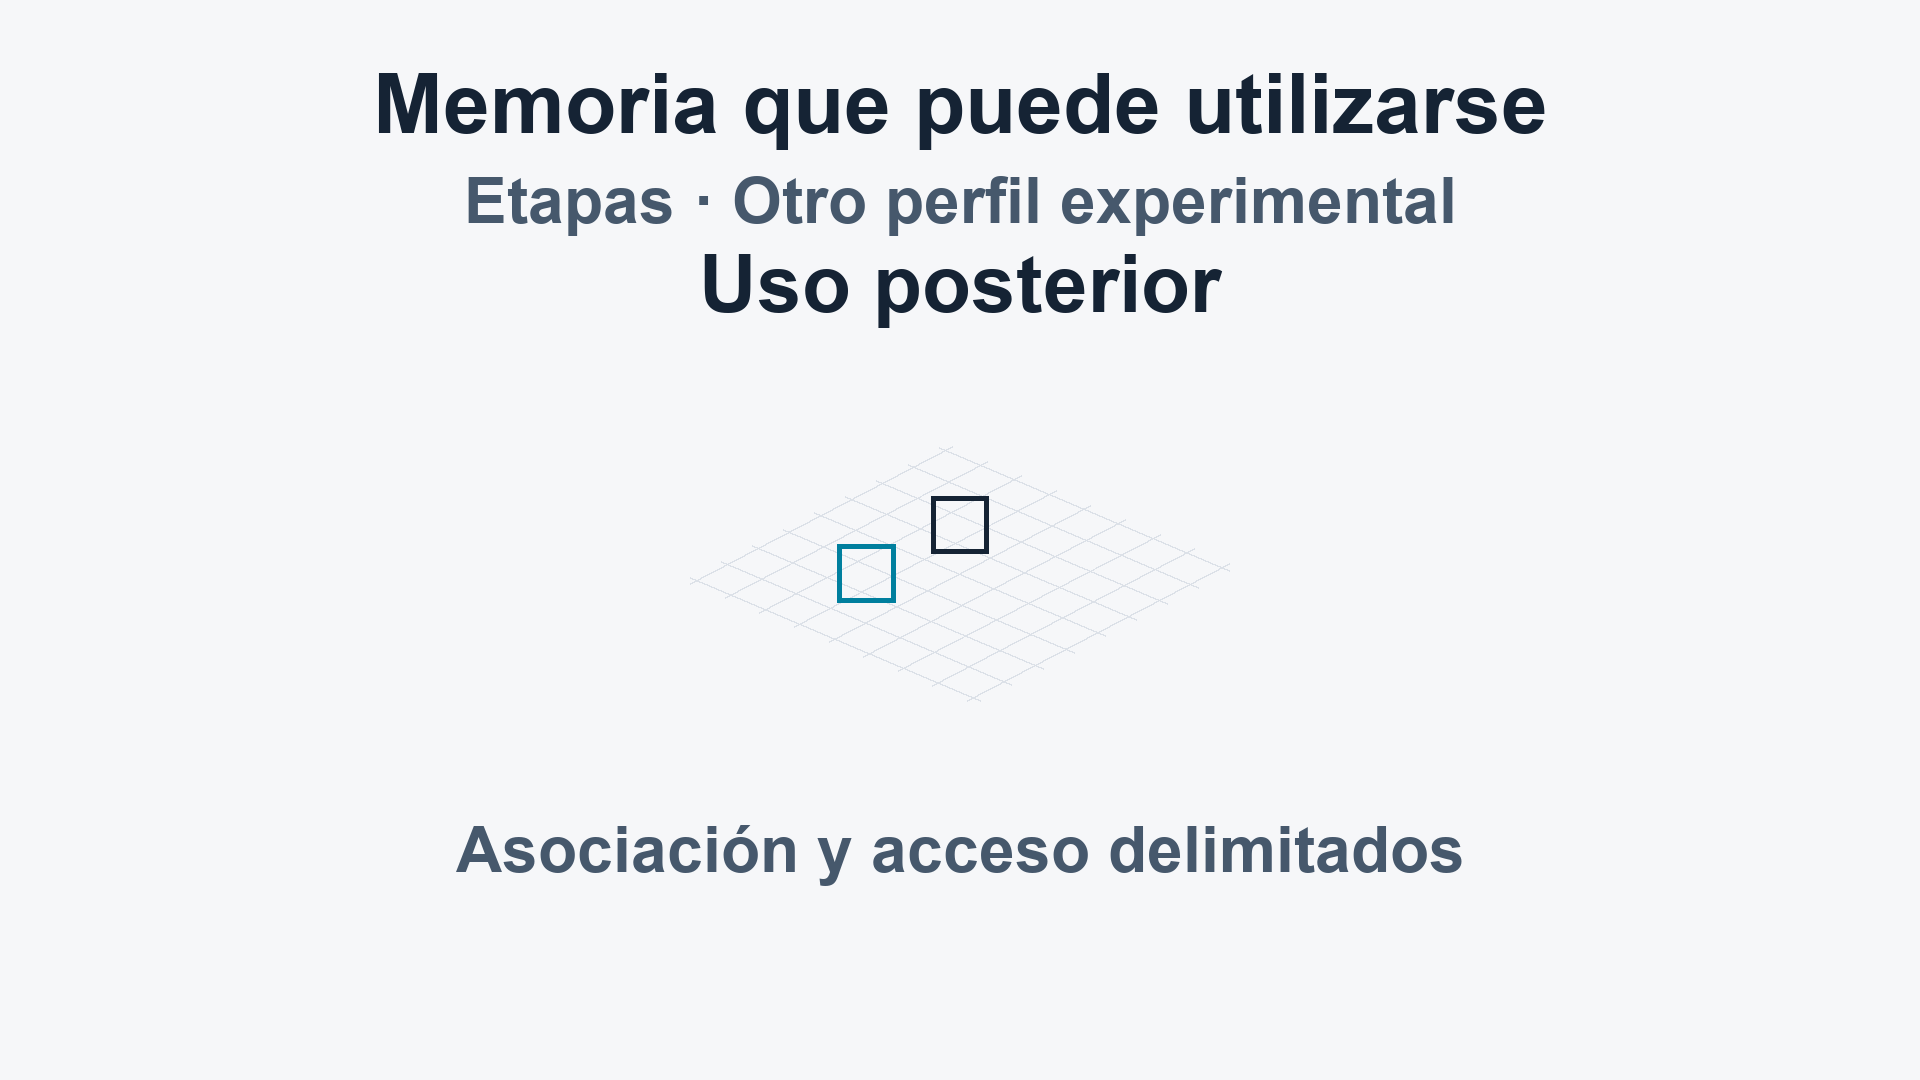 Memoria que puede utilizarse
Etapas · Otro perfil experimental
Uso posterior
Asociación y acceso delimitados